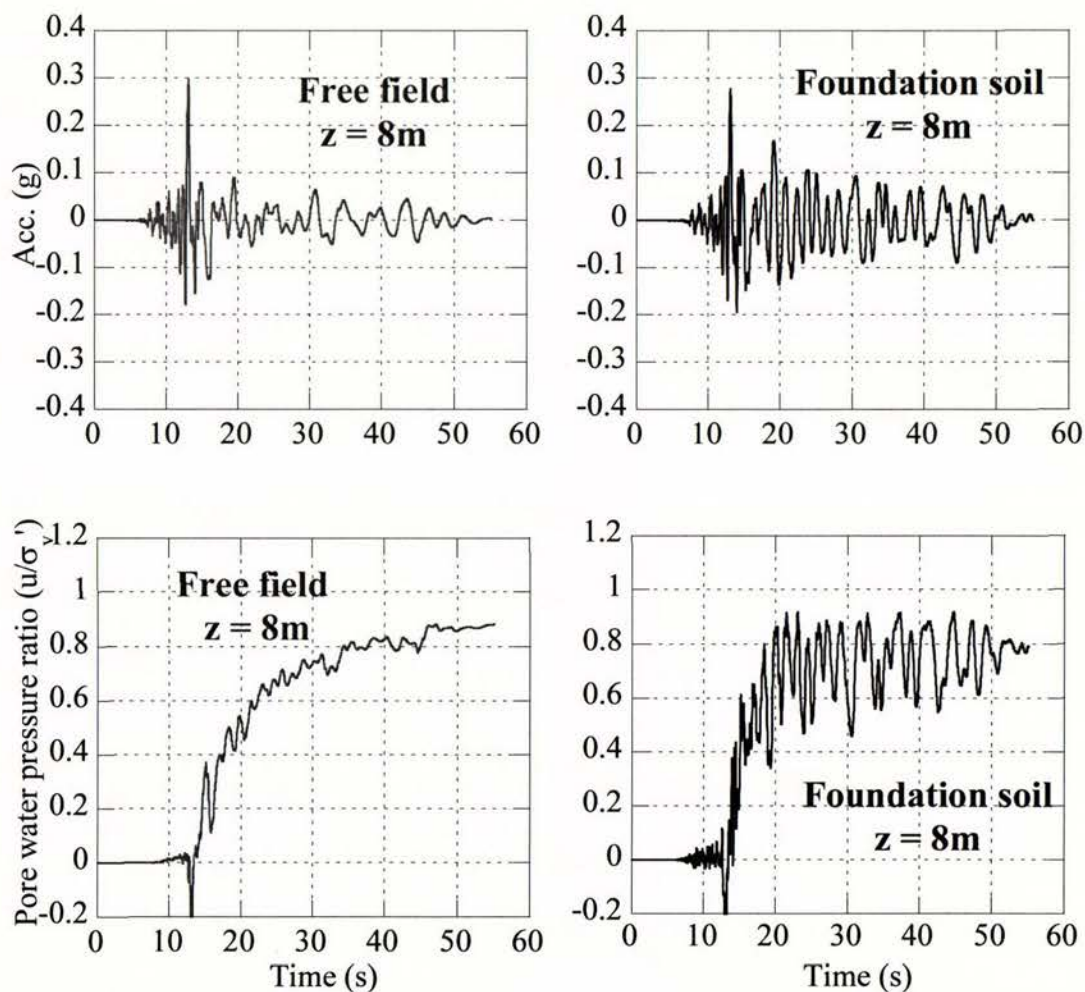 0.4
0.3
0.2
0.1
0
-0.1
-0.2
-0.3
-0.4
Acc. (g)
Free field
z = 8m
0 10 20 30 40 50 60
0.4
0.3
0.2
0.1
0
-0.1
-0.2
-0.3
-0.4
Foundation soil
z = 8m
0 10 20 30 40 50 60
1.2
1
0.8
0.6
0.4
0.2
0
-0.2
Pore water pressure ratio (u/σ'v)
Free field
z = 8m
0 10 20 30 40 50 60
Time (s)
1.2
1
0.8
0.6
0.4
0.2
0
-0.2
Foundation soil
z = 8m
0 10 20 30 40 50 60
Time (s)